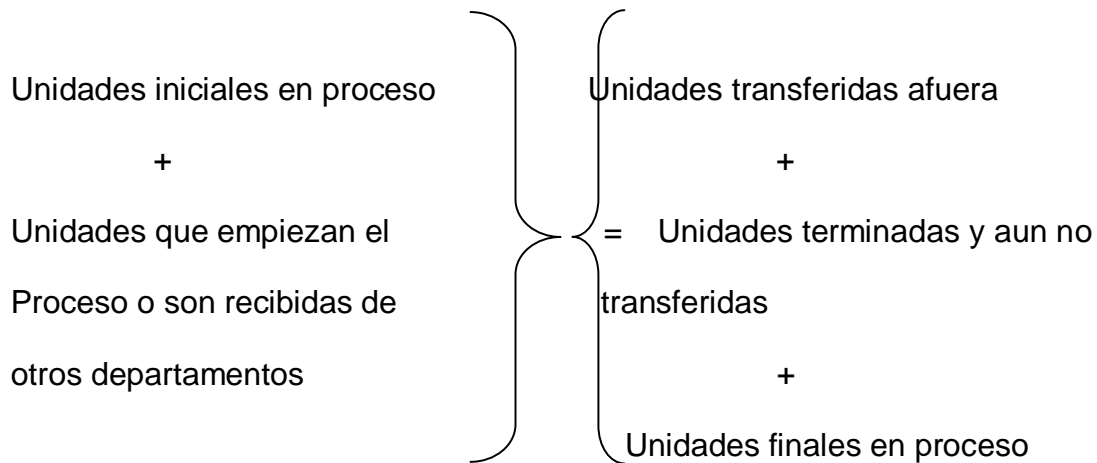 Unidades iniciales en proceso
+
Unidades que empiezan el
Proceso o son recibidas de
otros departamentos
=
Unidades transferidas afuera
+
Unidades terminadas y aun no
transferidas
+
Unidades finales en proceso